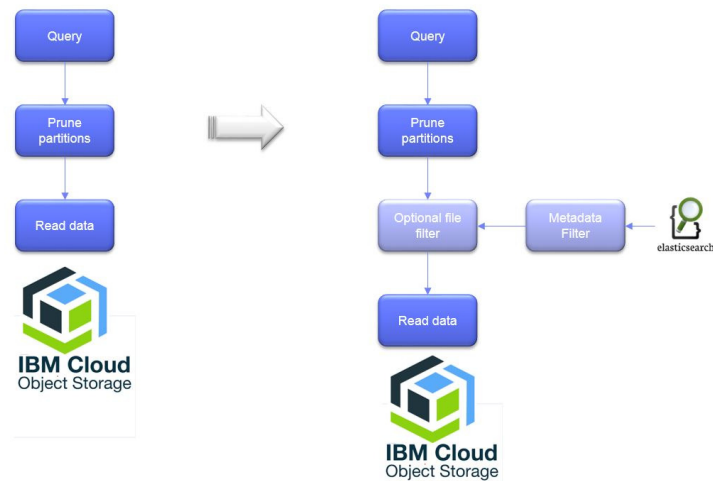 Query
Prune
partitions
Read data
IBM Cloud
Object Storage
Query
Prune
partitions
Optional file
filter
Metadata
Filter
elasticsearch
Read data
IBM Cloud
Object Storage